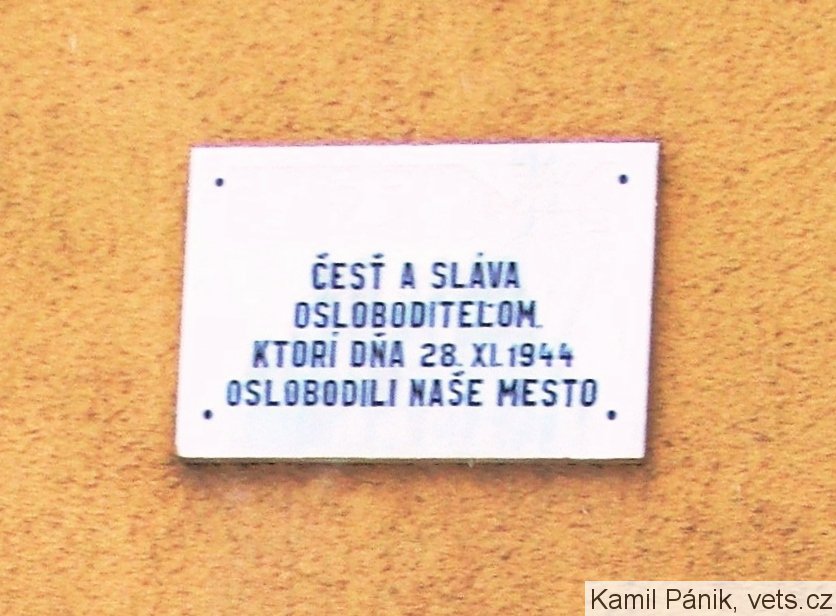 ČESŤ A SLÁVA
OSLOBODITEĽOM,
KTORÍ DŇA 28. XI. 1944
OSLOBODILI NAŠE MESTO
Kamil Pánik, vets.cz